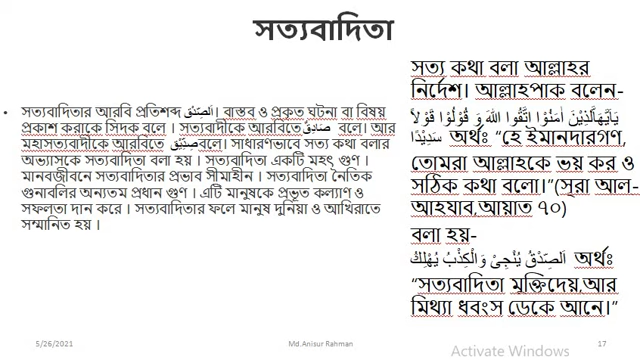 সত্যবাদিতা
• সত্যবাদিতার আরবি প্রতিশব্দ اَلصِّدْقُ। বাস্তব ও প্রকৃত ঘটনা বা বিষয়
প্রকাশ করাকে সিদক বলে । সত্যবাদীকে আরবিতে صَادِقٌ বলে। আর
মহাসত্যবাদীকে আরবিতে صِدِّيْقٌ বলে। সাধারণভাবে সত্য কথা বলার
অভ্যাসকে সত্যবাদিতা বলা হয় । সত্যবাদিতা একটি মহৎ গুণ ।
মানবজীবনে সত্যবাদিতার প্রভাব সীমাহীন । সত্যবাদিতা নৈতিক
গুনাবলির অন্যতম প্রধান গুণ । এটি মানুষকে প্রভূত কল্যাণ ও
সফলতা দান করে । সত্যবাদিতার ফলে মানুষ দুনিয়া ও আখিরাতে
সম্মানিত হয় ।
সত্য কথা বলা আল্লাহর
নির্দেশ। আল্লাহপাক বলেন-
يٰٓاَيُّهَاالَّذِيْنَ اٰمَنُوْا اتَّقُوا اللهَ وَ قُوْلُوْا قَوْلاً
سَدِيْدًا অর্থঃ “হে ইমানদারগণ,
তোমরা আল্লাহকে ভয় কর ও
সঠিক কথা বলো।”(সূরা আল-
আহযাব,আয়াত ৭০)
বলা হয়-
اَلصِّدْقُ يُنْجِىْ وَالْكِذْبُ يُهْلِكُ অর্থঃ
“সত্যবাদিতা মুক্তিদেয়,আর
মিথ্যা ধ্বংস ডেকে আনে।”
5/26/2021
Md.Anisur Rahman
17
Activate Windows